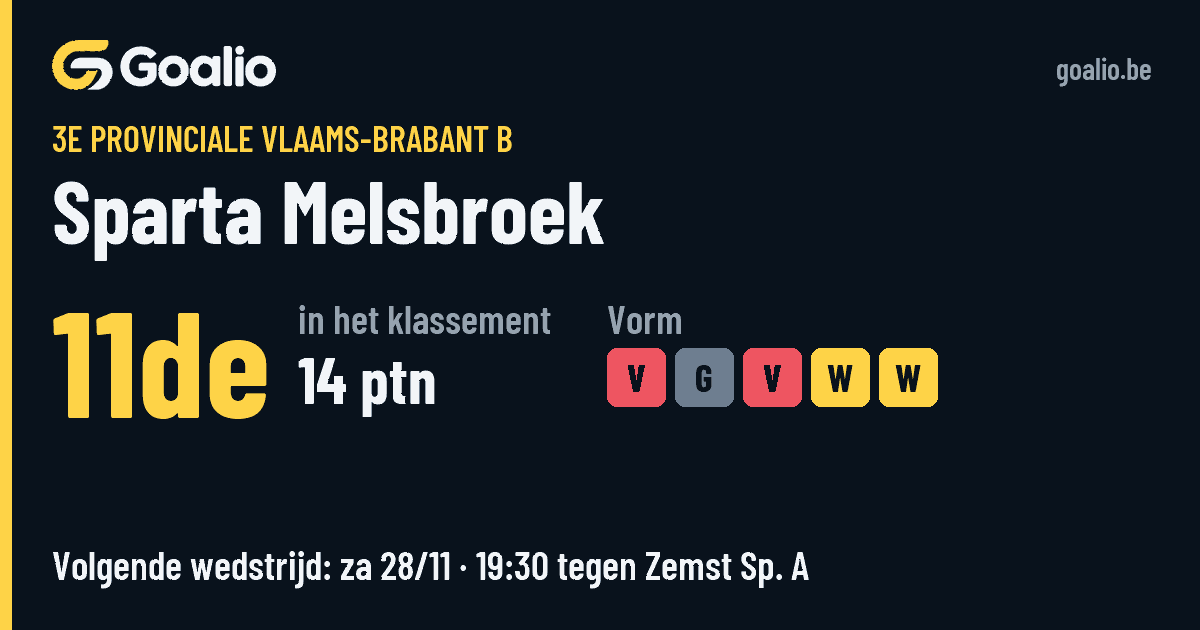 Goalio
goalio.be
3E PROVINCIALE VLAAMS-BRABANT B
Sparta Melsbroek
11de
in het klassement
14 ptn
Vorm
V G V W W
Volgende wedstrijd: za 28/11 · 19:30 tegen Zemst Sp. A